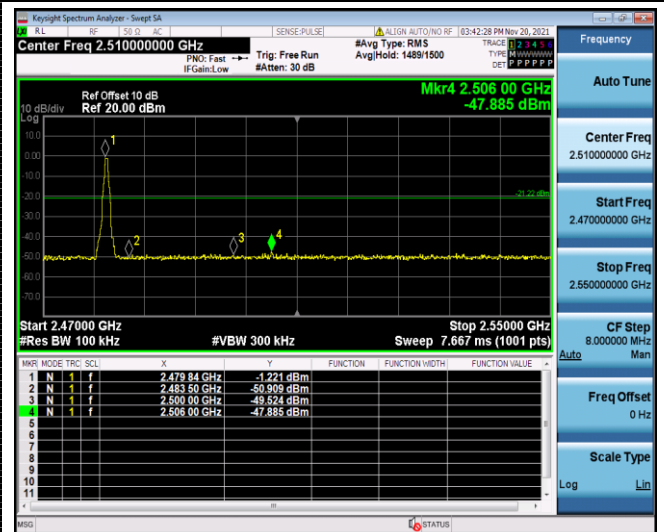 Keysight Spectrum Analyzer - Swept SA
RL RF 50 Ω AC SENSE:PULSE ALIGN AUTO/NO RF 03:42:28 PM Nov 20, 2021
Center Freq 2.510000000 GHz #Avg Type: RMS TRACE 1 2 3 4 5 6
PNO: Fast Trig: Free Run Avg|Hold: 1489/1500 TYPE M W W W W W
IFGain:Low #Atten: 30 dB DET P P P P P P
Mkr4 2.506 00 GHz
-47.885 dBm
Ref Offset 10 dB
10 dB/div Ref 20.00 dBm
Log
10.0
0.00
-10.0
-20.0
-30.0
-40.0
-50.0
-60.0
-70.0
1
2
3
4
-21.22 dBm
Start 2.47000 GHz Stop 2.55000 GHz
#Res BW 100 kHz #VBW 300 kHz Sweep 7.667 ms (1001 pts)
MKR MODE TRC SCL X Y FUNCTION FUNCTION WIDTH FUNCTION VALUE
1 N 1 f 2.479 84 GHz -1.221 dBm
2 N 1 f 2.483 50 GHz -50.909 dBm
3 N 1 f 2.500 00 GHz -49.524 dBm
4 N 1 f 2.506 00 GHz -47.885 dBm
5
6
7
8
9
10
11
MSG STATUS
Frequency
Auto Tune
Center Freq
2.510000000 GHz
Start Freq
2.470000000 GHz
Stop Freq
2.550000000 GHz
CF Step
8.000000 MHz
Auto Man
Freq Offset
0 Hz
Scale Type
Log Lin